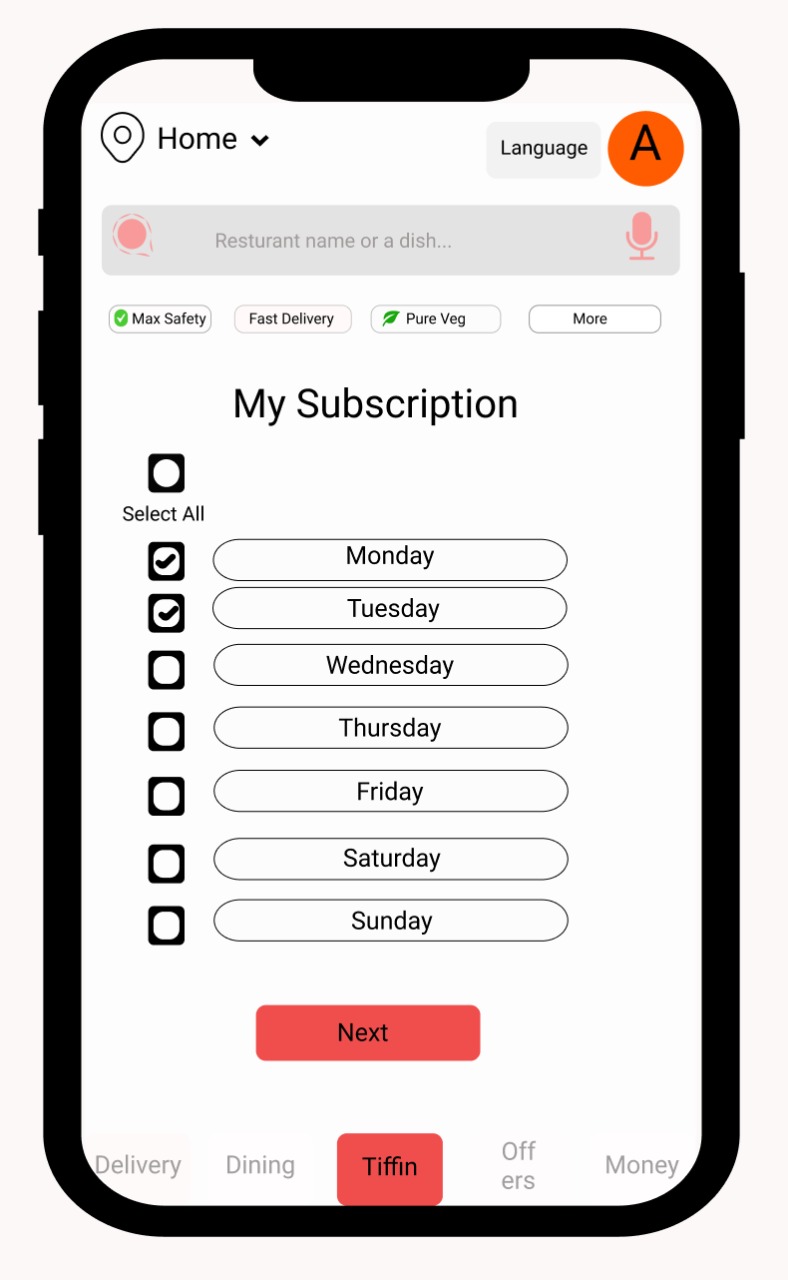 Home
Language
A
Resturant name or a dish...
Max Safety
Fast Delivery
Pure Veg
More
My Subscription
Select All
Monday
Tuesday
Wednesday
Thursday
Friday
Saturday
Sunday
Next
Delivery
Dining
Tiffin
Off
ers
Money